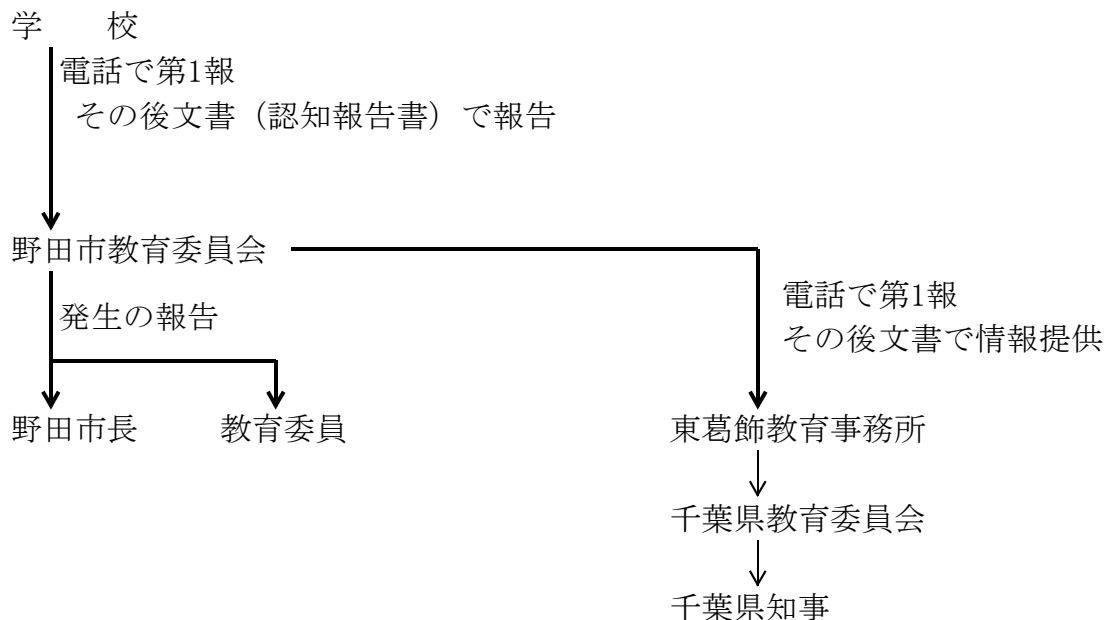 学　　校
電話で第1報
その後文書（認知報告書）で報告
野田市教育委員会
発生の報告
電話で第1報
その後文書で情報提供
野田市長　　教育委員　　東葛飾教育事務所
千葉県教育委員会
千葉県知事